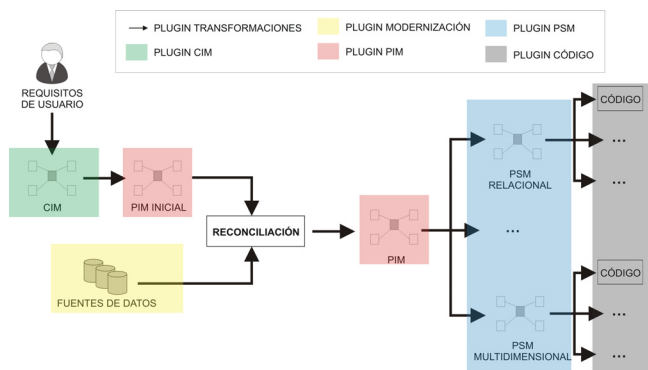 PLUGIN TRANSFORMACIONES
PLUGIN MODERNIZACIÓN
PLUGIN PSM
PLUGIN CIM
PLUGIN PIM
PLUGIN CÓDIGO
REQUISITOS
DE USUARIO
CIM
PIM INICIAL
FUENTES DE DATOS
RECONCILIACIÓN
PIM
PSM
RELACIONAL
...
PSM
MULTIDIMENSIONAL
CÓDIGO
...
...
CÓDIGO
...
...